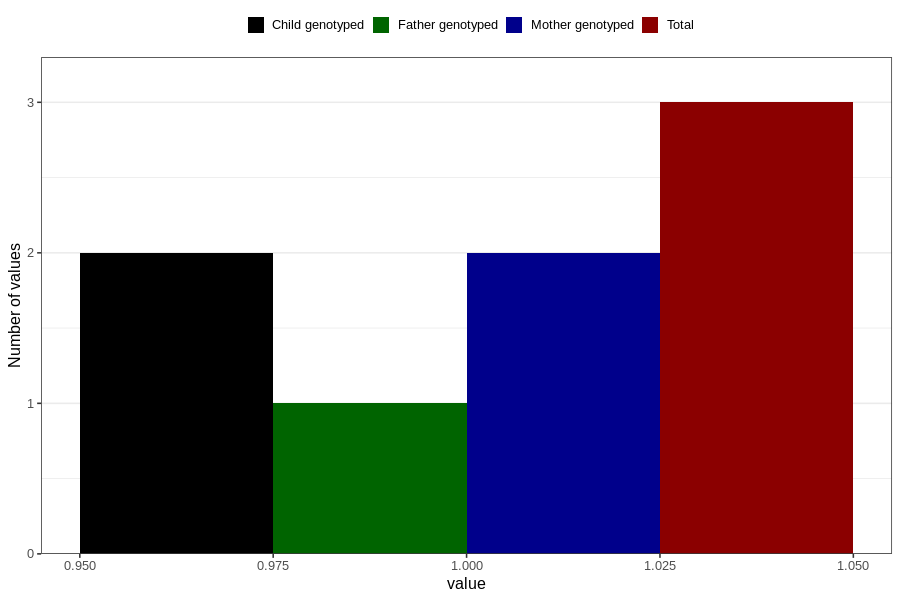 Child genotyped Father genotyped Mother genotyped Total
Number of values
3
2
1
0
0.950 0.975 1.000 1.025 1.050
value